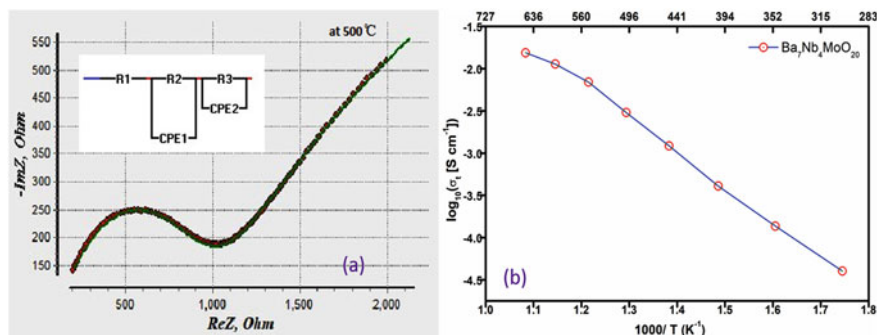 at 500℃
550
500
450
400
350
300
250
200
150
-ImZ, Ohm
R1 R2 R3
CPE2
CPE1
(a)
500 1,000 1,500 2,000
ReZ, Ohm
727 636 560 496 441 394 352 315 283
Ba7Nb4MoO20
-1.5
-2.0
-2.5
-3.0
-3.5
-4.0
-4.5
log10(σt [S cm-1])
(b)
1.0 1.1 1.2 1.3 1.4 1.5 1.6 1.7 1.8
1000/ T (K-1)